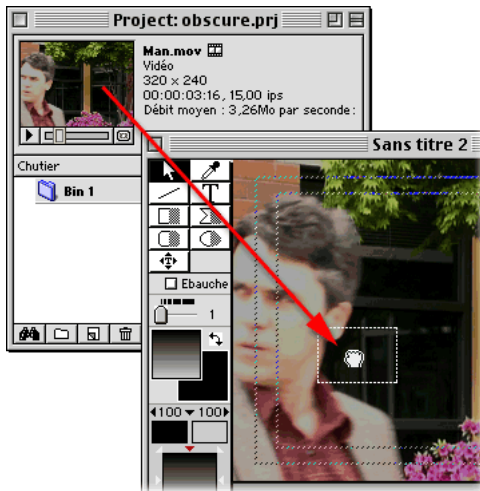 Project: obscure.prj
Man.mov
Vidéo
320 x 240
00:00:03:16, 15,00 ips
Débit moyen : 3,26Mo par seconde:
Chutier
Bin 1
Sans titre 2
T
T
Ebauche
1
100 100